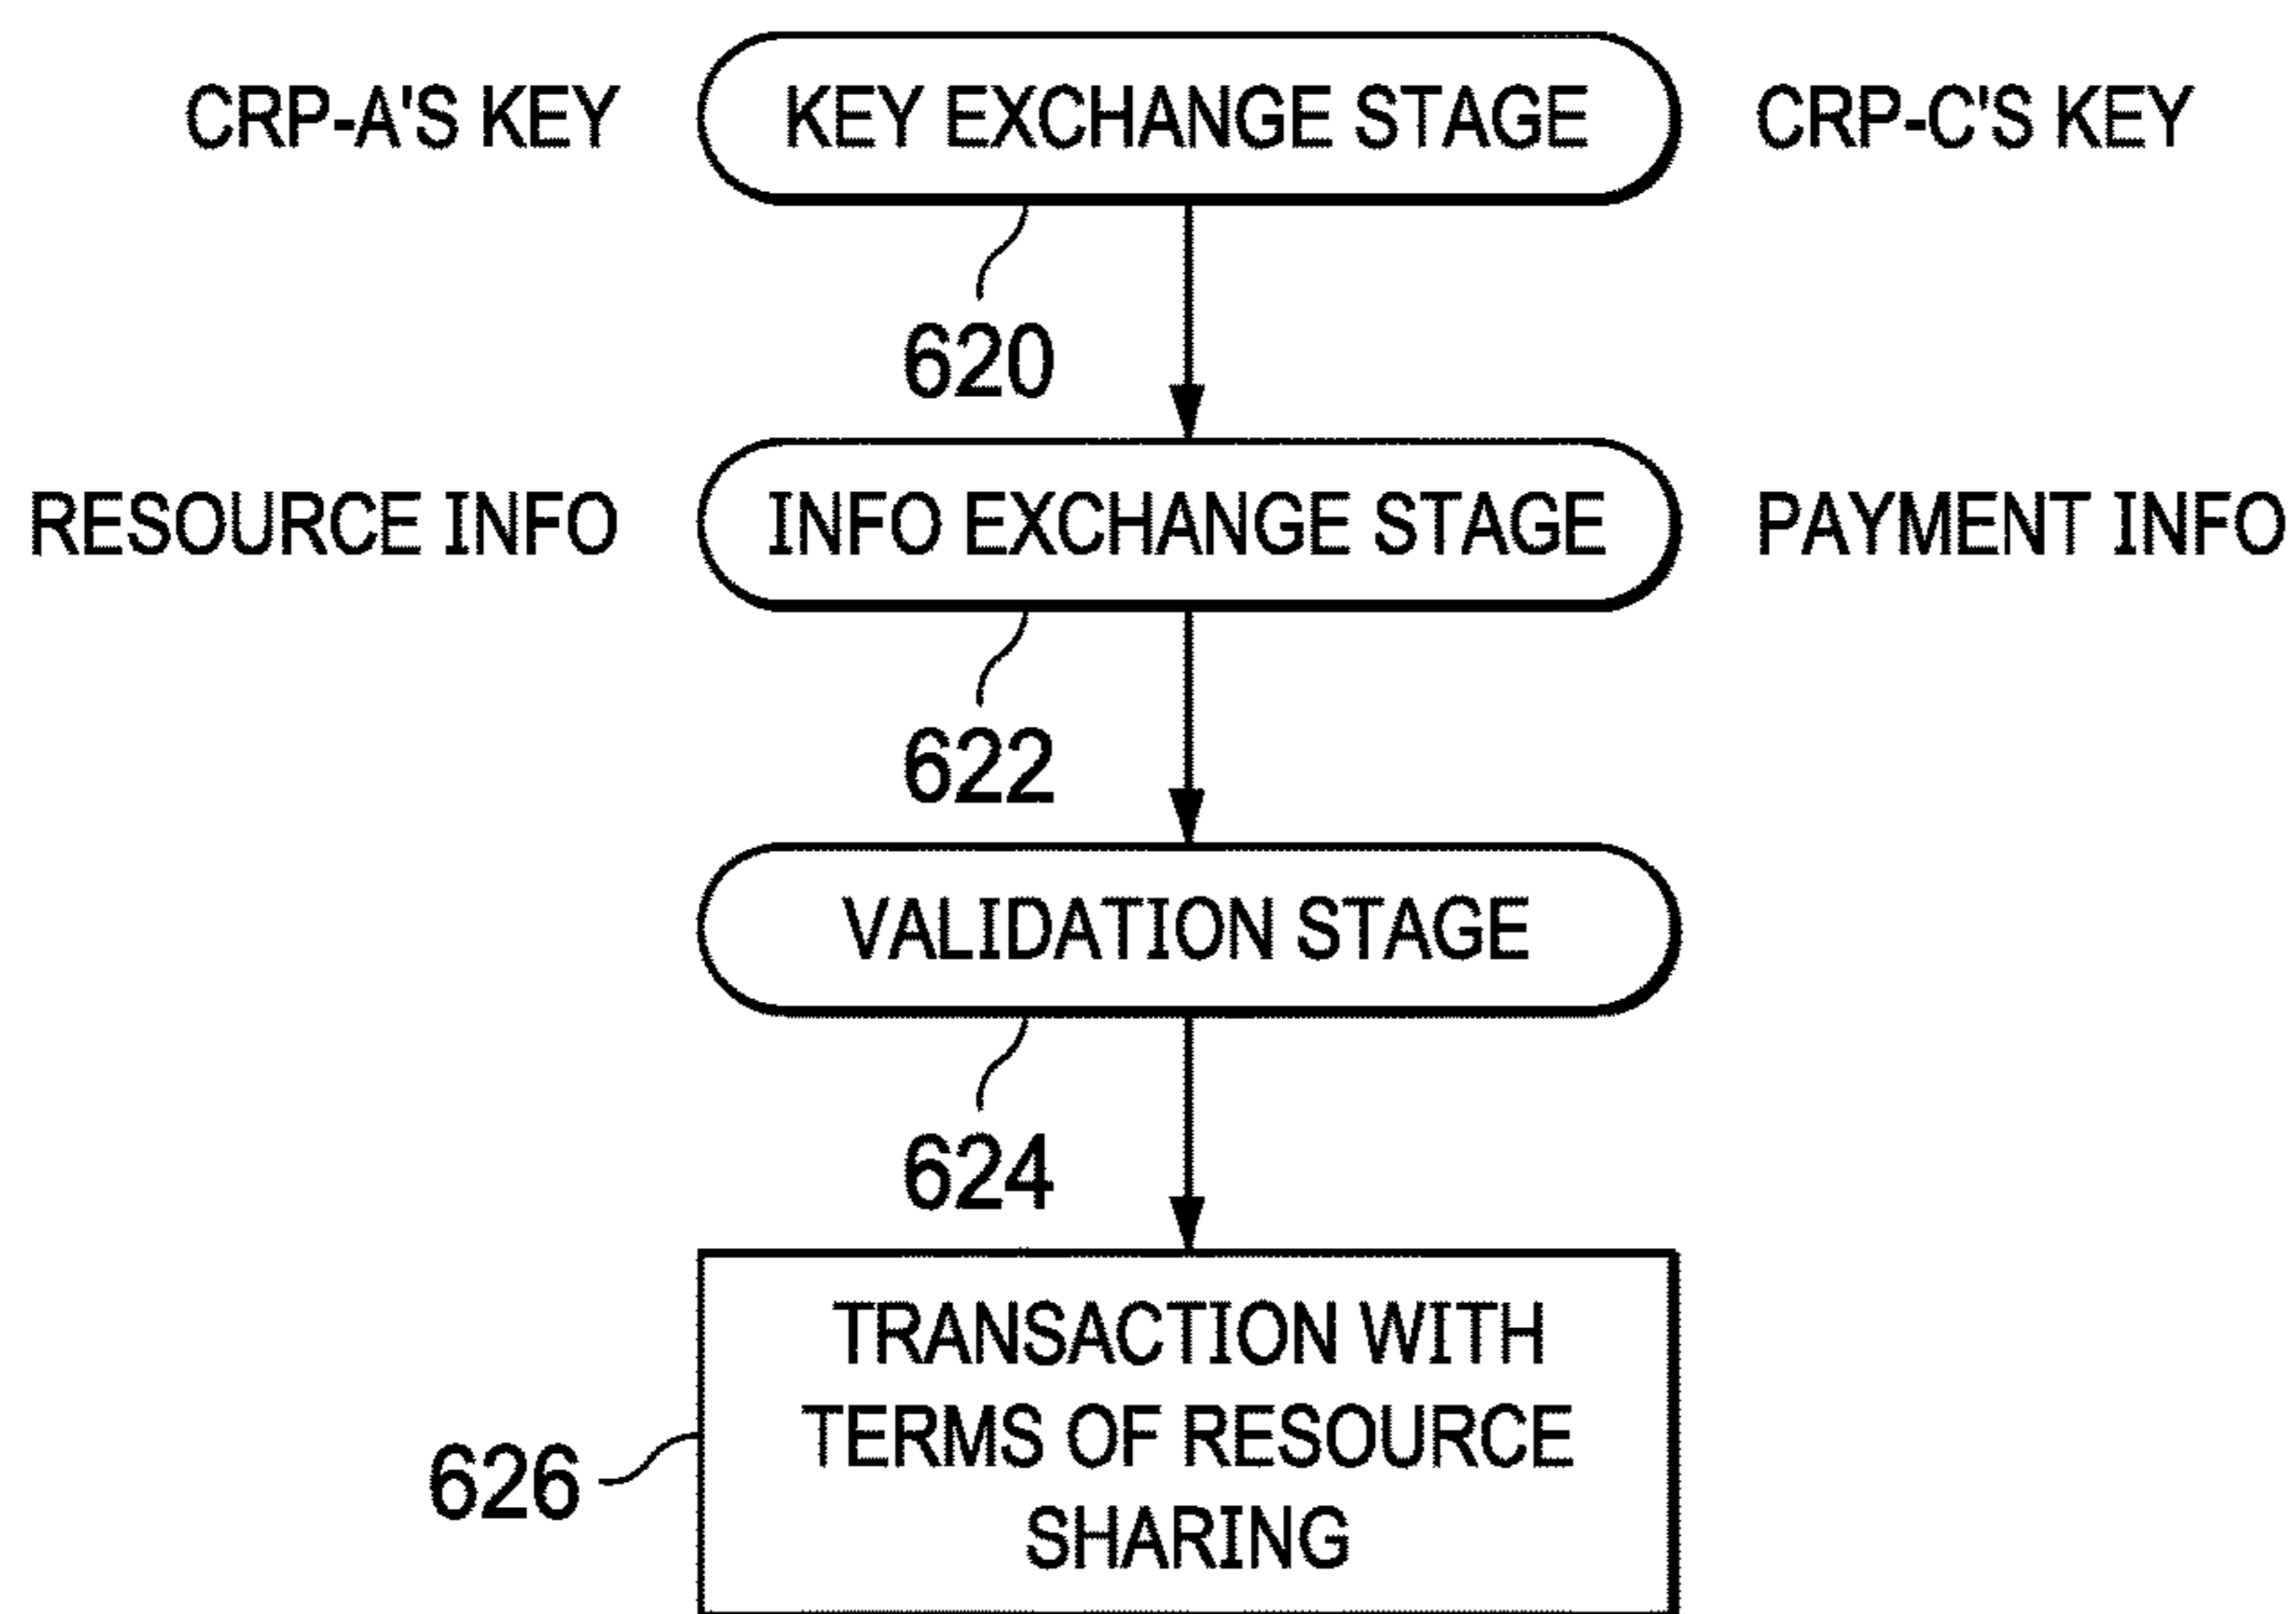 CRP-A'S KEY
KEY EXCHANGE STAGE
CRP-C'S KEY
620
RESOURCE INFO
INFO EXCHANGE STAGE
PAYMENT INFO
622
VALIDATION STAGE
624
TRANSACTION WITH
TERMS OF RESOURCE
SHARING
626